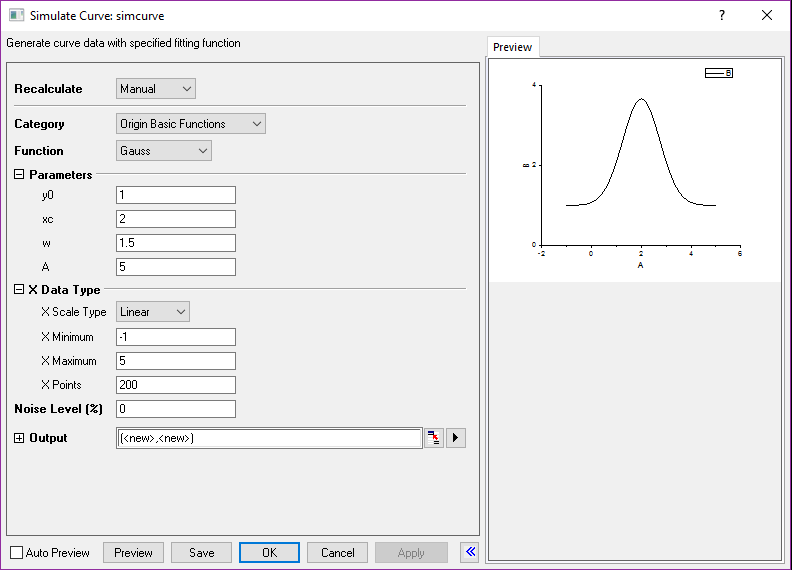 Simulate Curve: simcurve
?
Generate curve data with specified fitting function
Recalculate Manual
Category Origin Basic Functions
Function Gauss
Parameters
y0 1
xc 2
w 1.5
A 5
X Data Type
X Scale Type Linear
X Minimum -1
X Maximum 5
X Points 200
Noise Level (%) 0
Output (<new>,<new>)
Auto Preview Preview Save OK Cancel Apply
Preview
B
4
2
0
B
-2 0 2 4 6
A